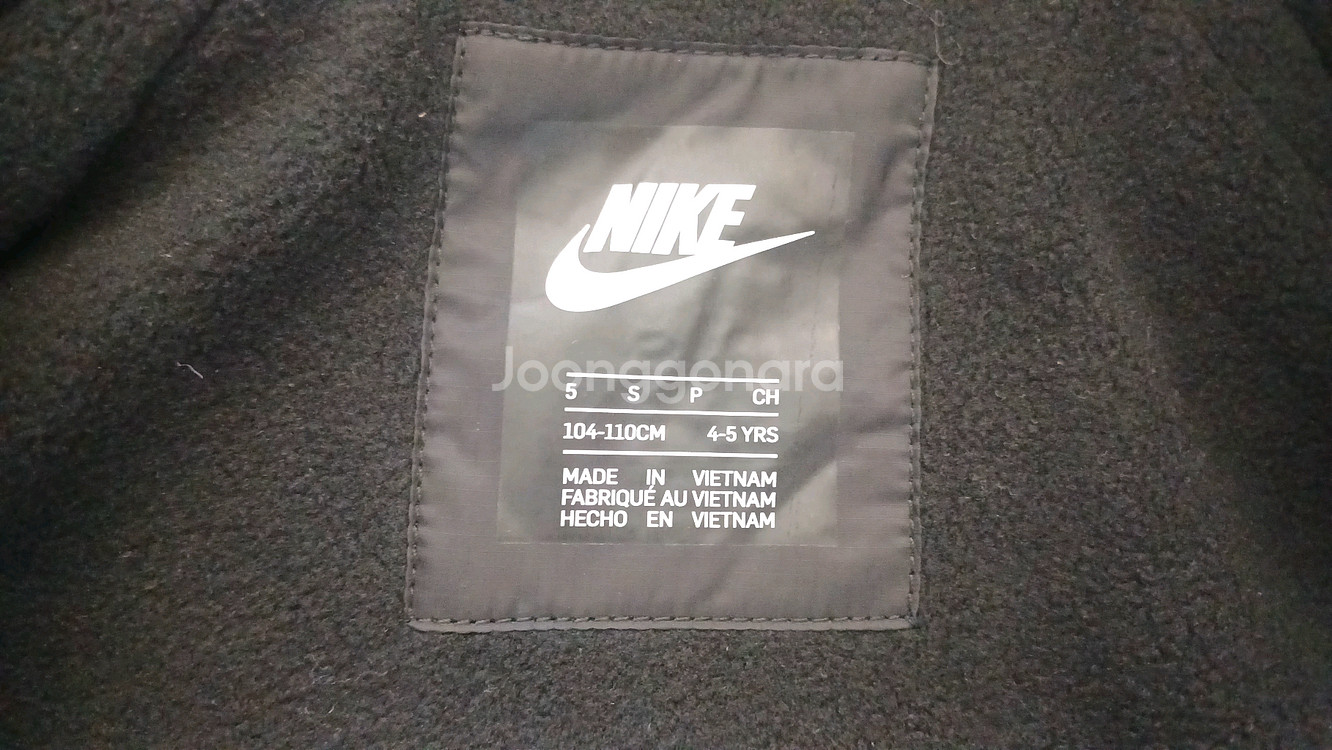 NIKE
Joonggonara
5 S P CH
104-110CM 4-5 YRS
MADE IN VIETNAM
FABRIQUÉ AU VIETNAM
HECHO EN VIETNAM